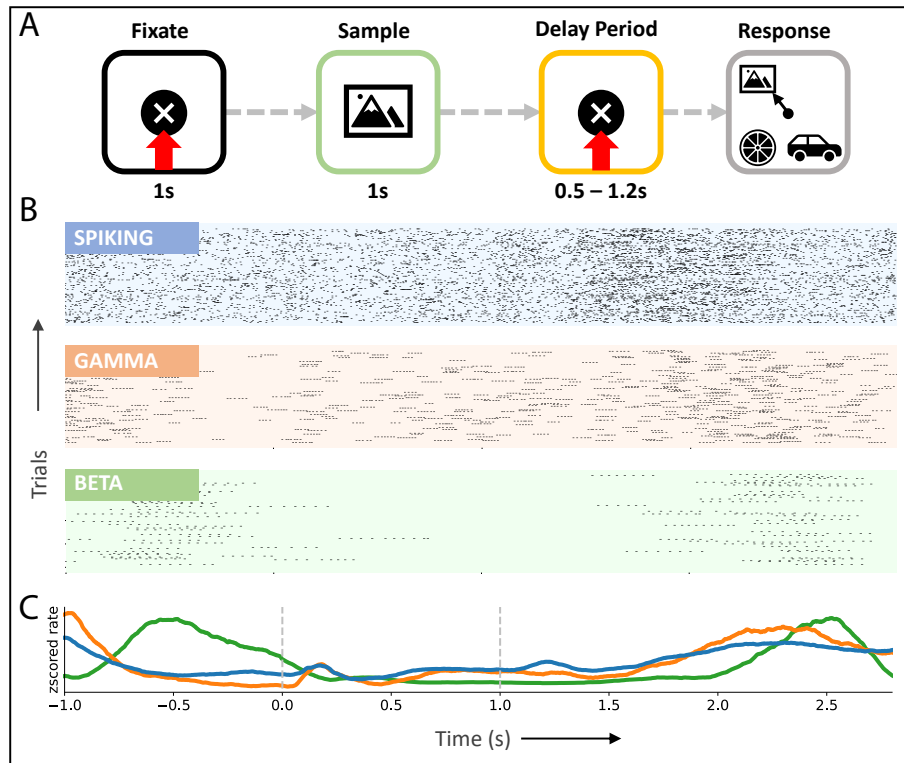 A
Fixate
Sample
Delay Period
Response
1s
1s
0.5 – 1.2s
B
SPIKING
GAMMA
BETA
Trials
C
zscored rate
-1.0 -0.5 0.0 0.5 1.0 1.5 2.0 2.5
Time (s)